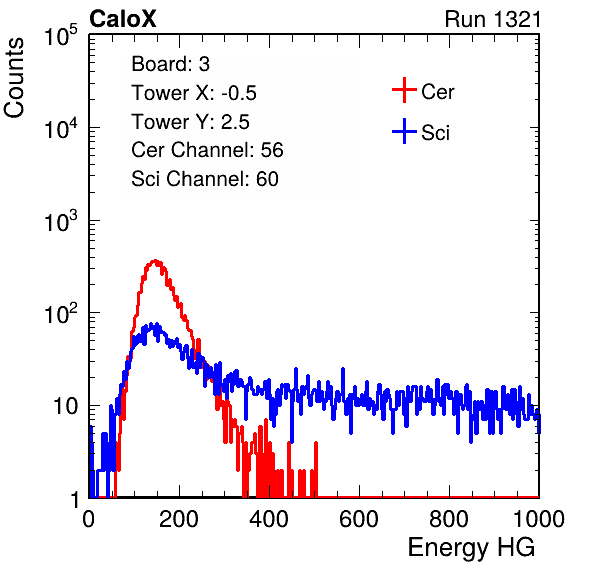 CaloX Run 1321
Counts
10^5
Board: 3
Tower X: -0.5
Tower Y: 2.5
Cer Channel: 56
Sci Channel: 60
Cer
Sci
10^4
10^3
10^2
10
1
0 200 400 600 800 1000
Energy HG